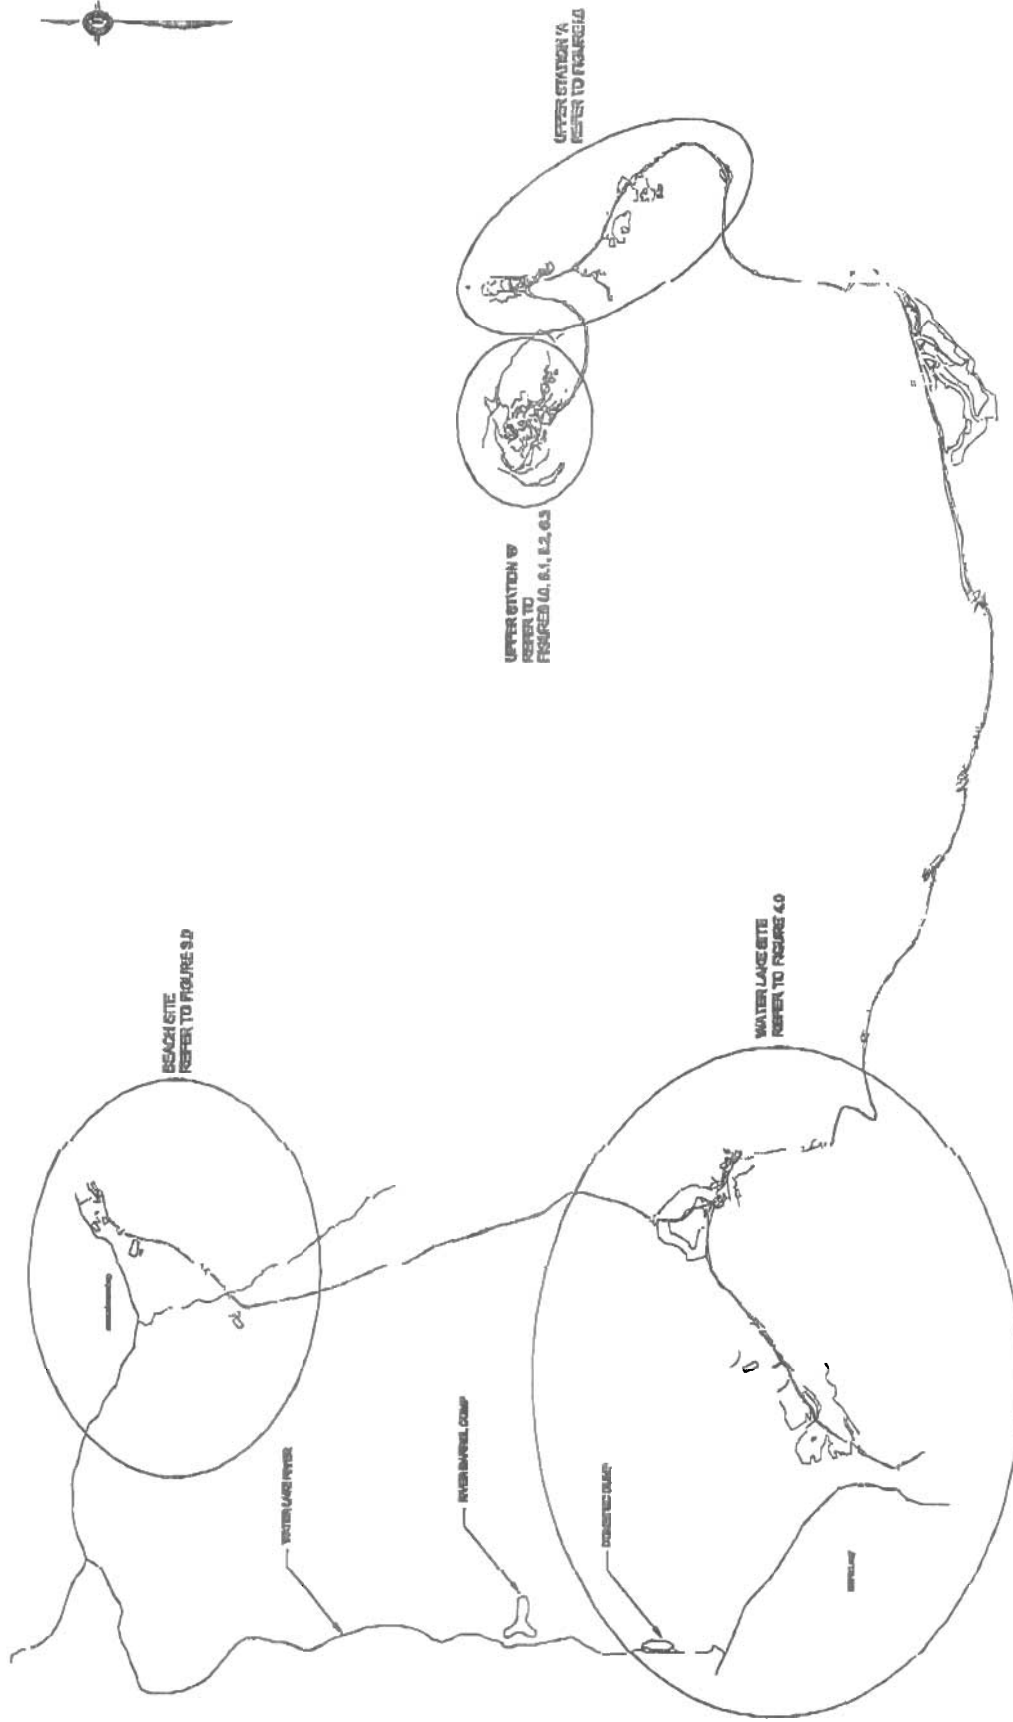 UPPER STATION 'A'
REFER TO FIGURE
UPPER STATION 'B'
REFER TO
FIGURES 6.0, 6.1, 6.2, 6.3
BEACH SITE
REFER TO FIGURE 3.0
WATER LAKE SITE
REFER TO FIGURE 4.0
WATER LAKE RIVER
RIVER BARREL DUMP
DOMESTIC DUMP